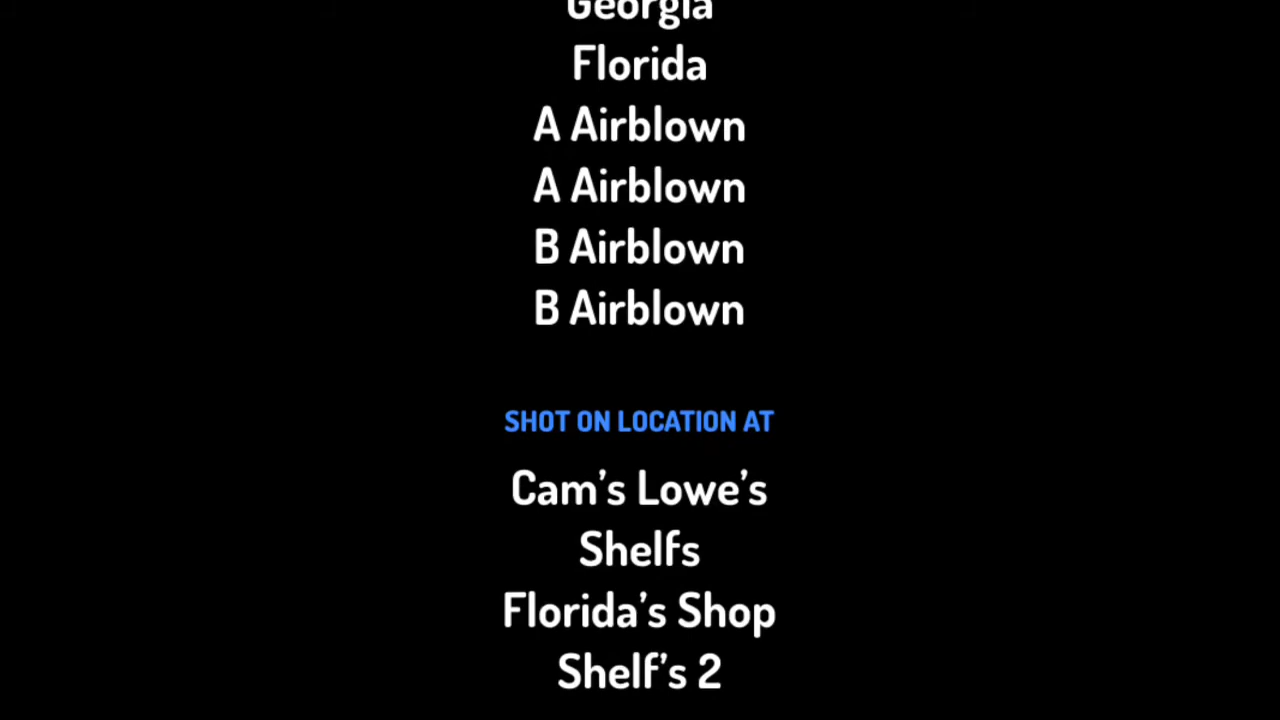 Georgia
Florida
A Airblown
A Airblown
B Airblown
B Airblown
SHOT ON LOCATION AT
Cam's Lowe's
Shelfs
Florida's Shop
Shelf's 2